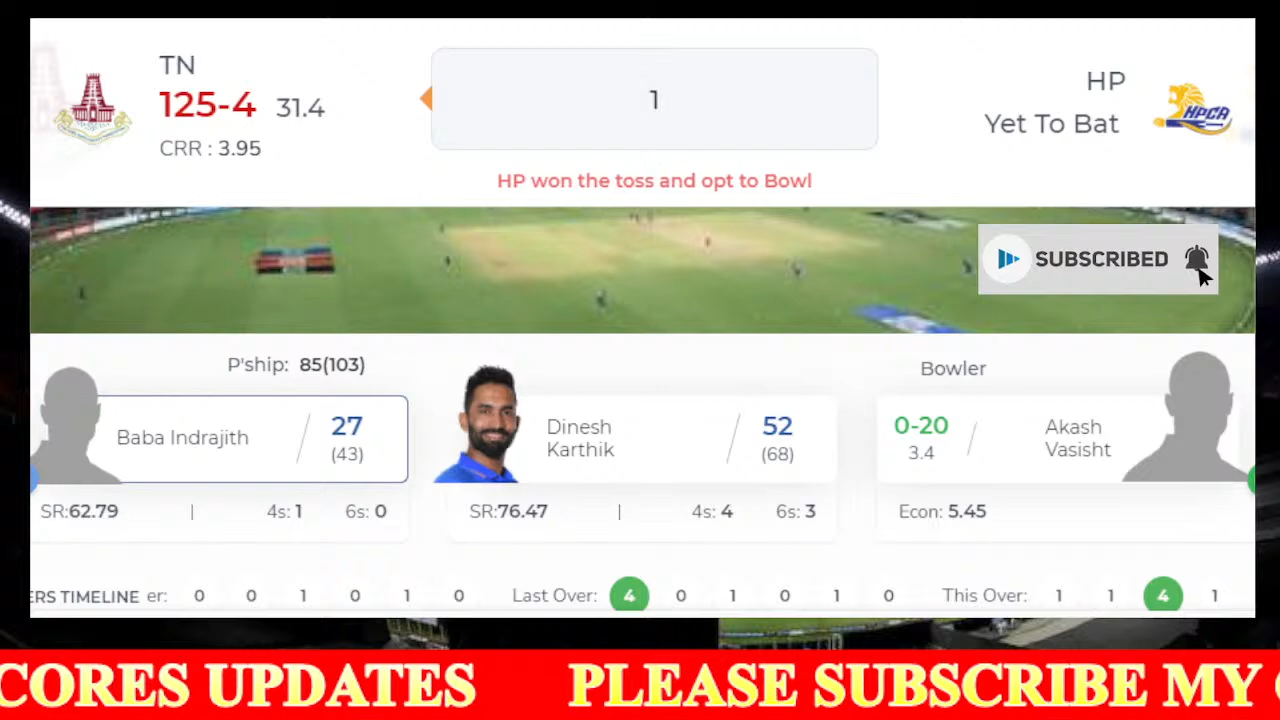 TN
125-4 31.4
CRR : 3.95
1
HP
Yet To Bat
HPCA
HP won the toss and opt to Bowl
SUBSCRIBED
P'ship: 85(103)
Bowler
Baba Indrajith
27
(43)
SR:62.79 | 4s: 1 6s: 0
Dinesh
Karthik
52
(68)
SR:76.47 | 4s: 4 6s: 3
0-20
3.4
Akash
Vasisht
Econ: 5.45
ERS TIMELINE er: 0 0 1 0 1 0 Last Over: 4 0 1 0 1 0 This Over: 1 1 4 1
CORES UPDATES PLEASE SUBSCRIBE MY